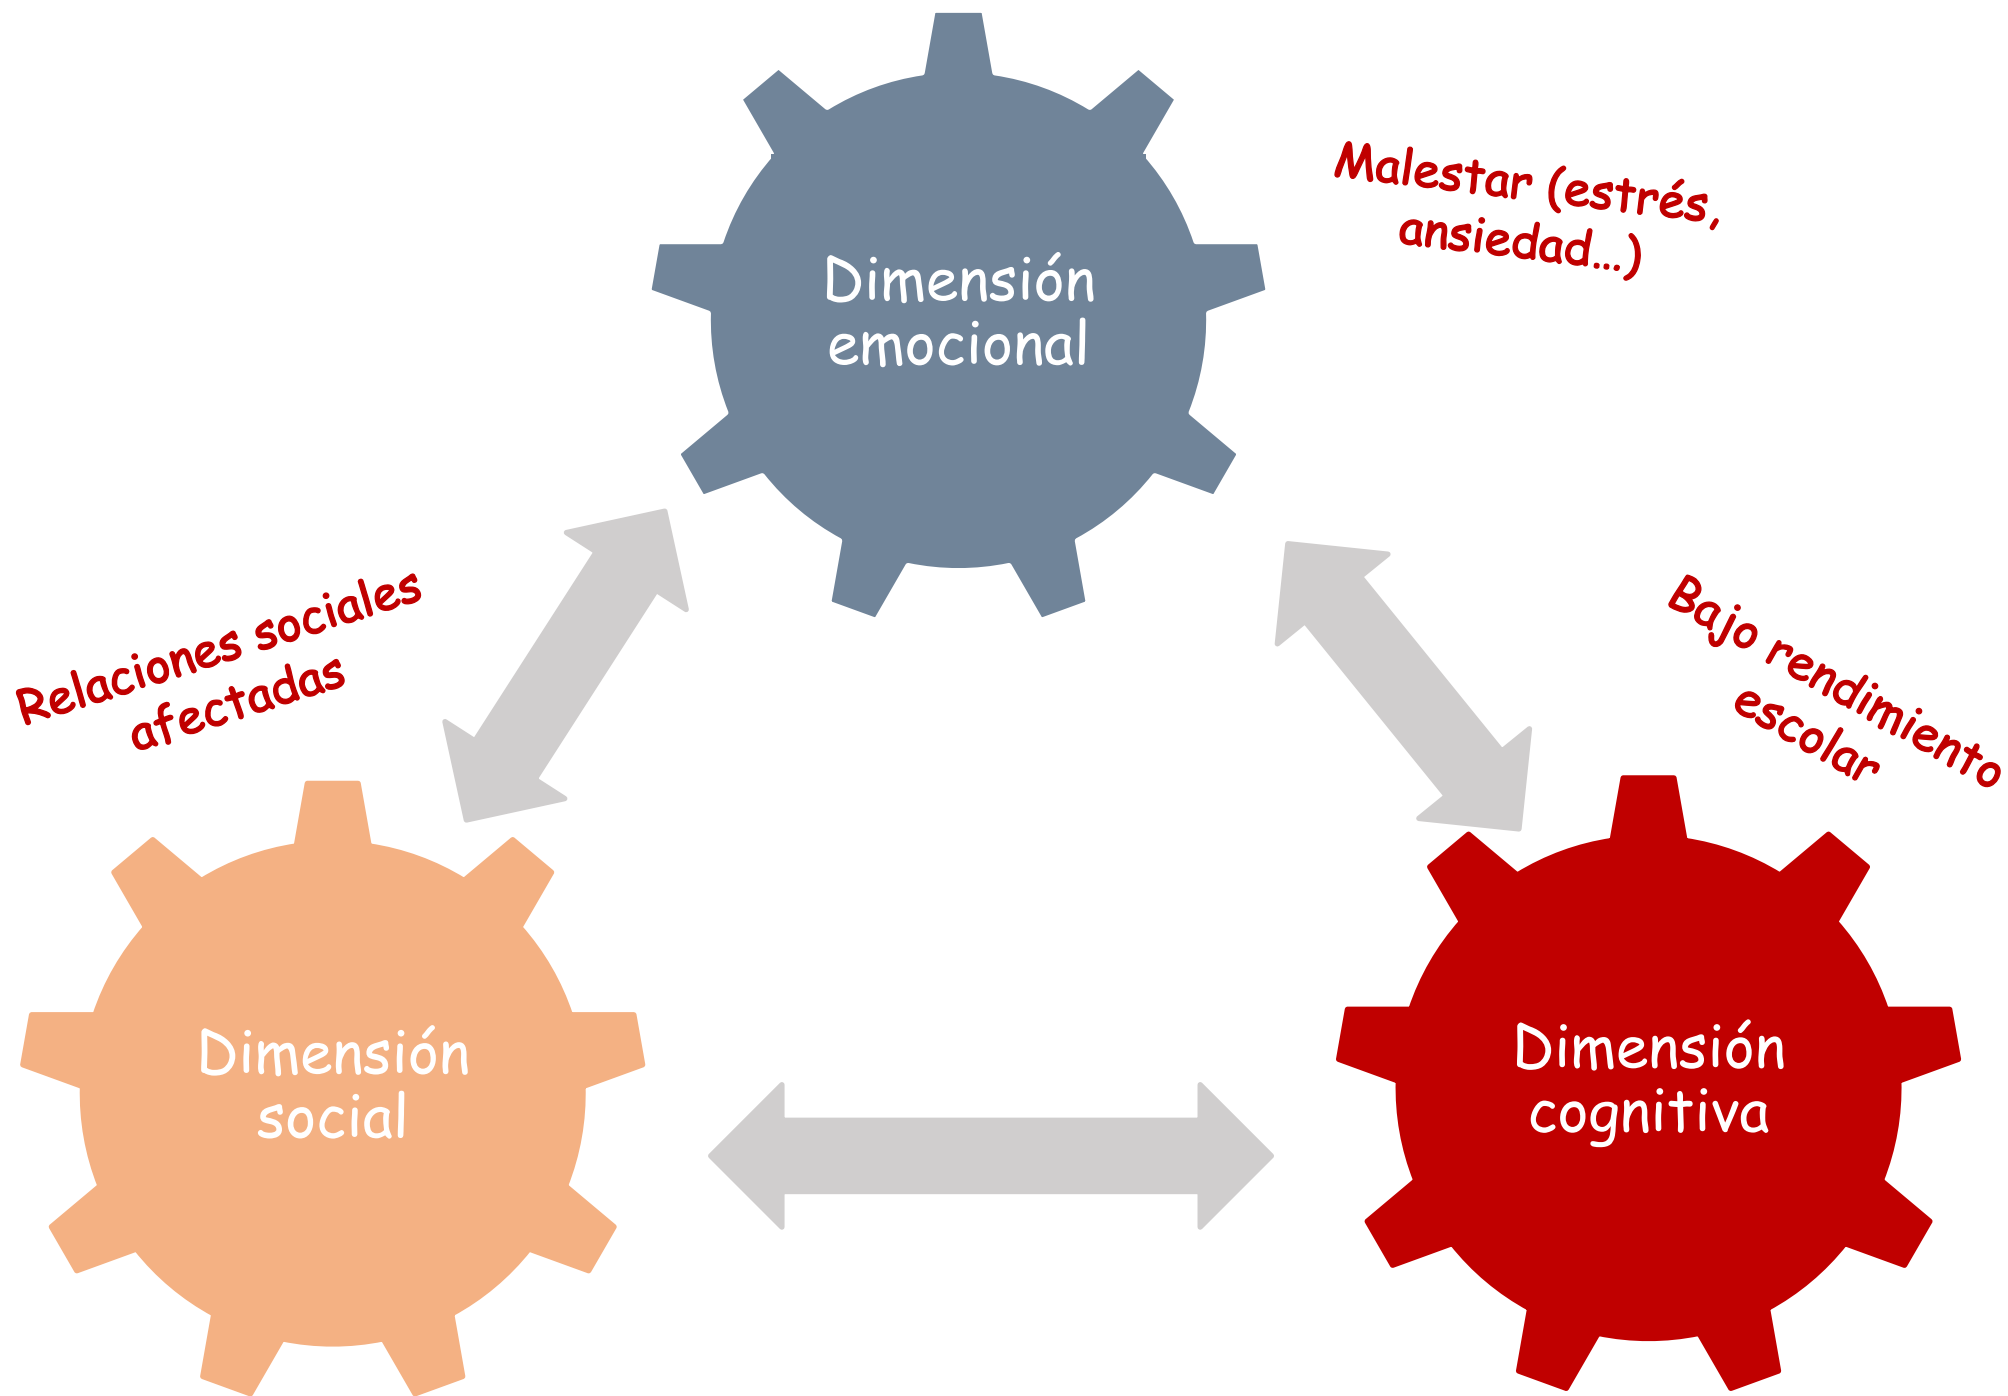 Malestar (estrés,
ansiedad...)
Dimensión
emocional
Relaciones sociales
afectadas
Bajo rendimiento
escolar
Dimensión
social
Dimensión
cognitiva